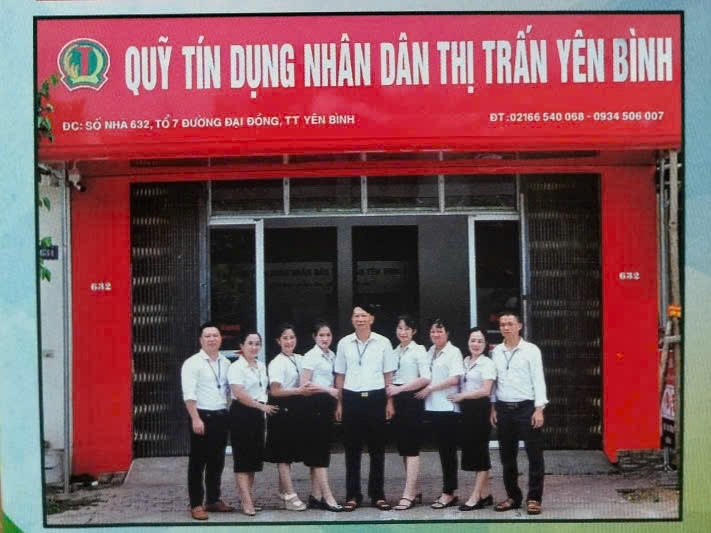 QUỸ TÍN DỤNG NHÂN DÂN THỊ TRẤN YÊN BÌNH
ĐC: SỐ NHA 632, TỔ 7 ĐƯỜNG ĐẠI ĐỒNG, TT YÊN BÌNH
ĐT:02166 540 068 - 0934 506 007
631
632
632